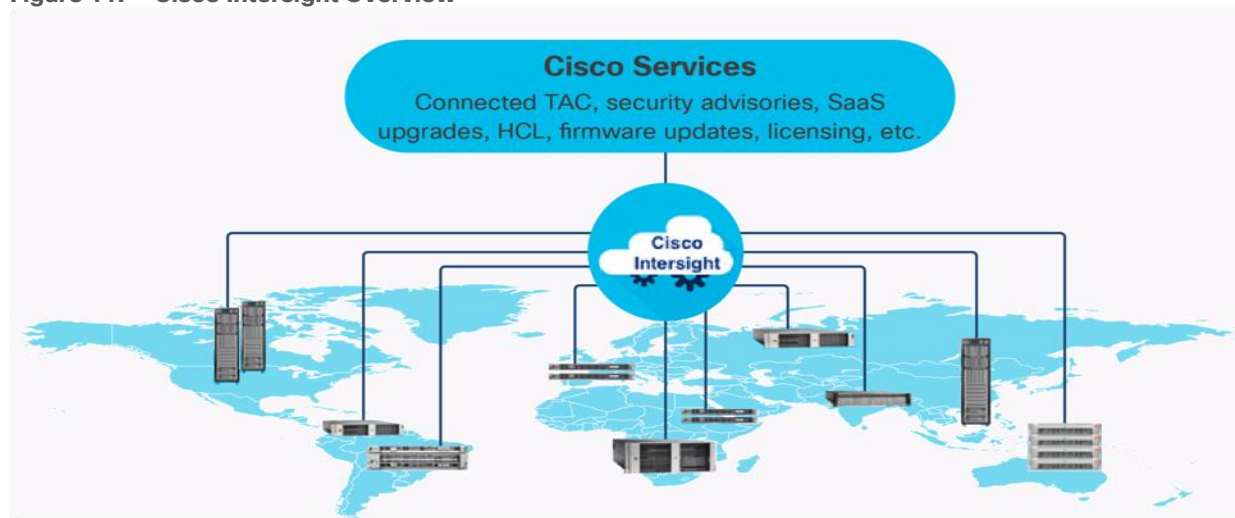 Cisco Services
Connected TAC, security advisories, SaaS
upgrades, HCL, firmware updates, licensing, etc.
Cisco
Intersight